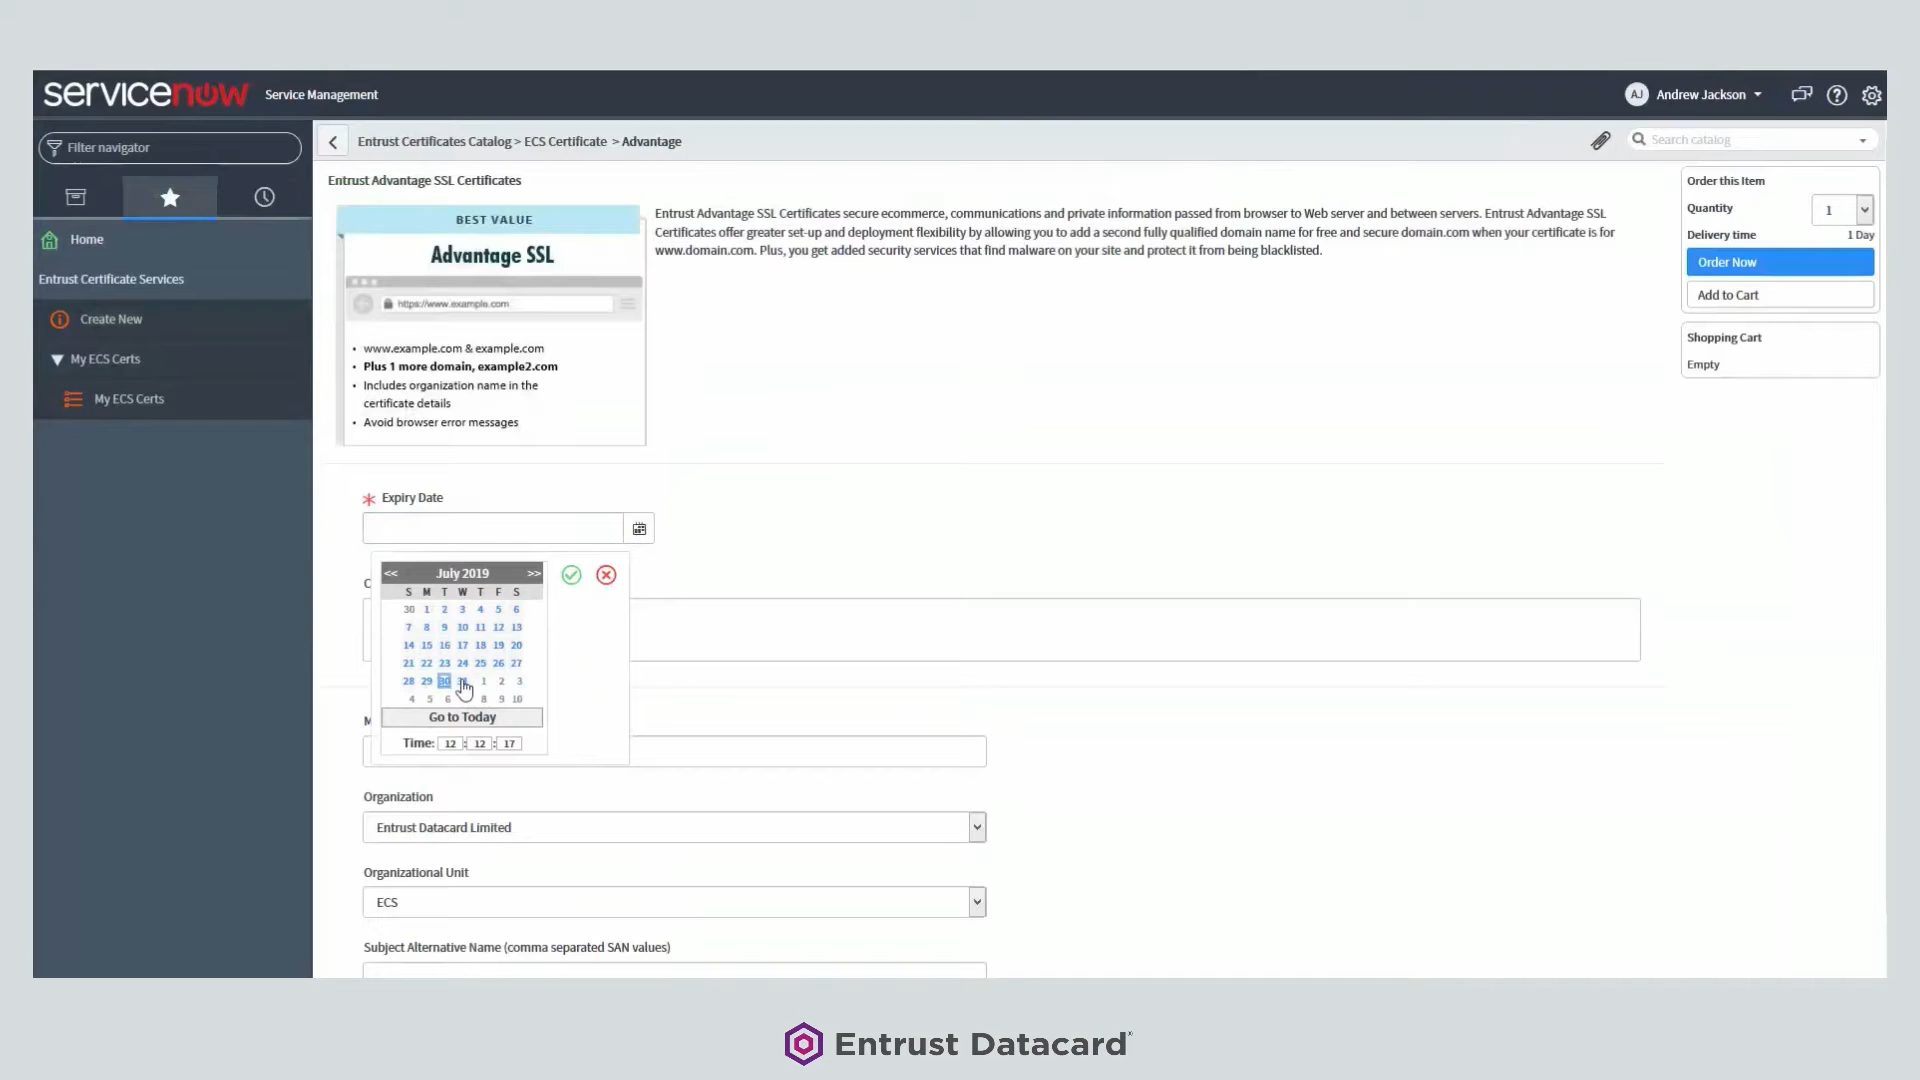 servicenow Service Management
AJ Andrew Jackson
Filter navigator
Entrust Certificates Catalog > ECS Certificate > Advantage
Search catalog
Home
Entrust Certificate Services
Create New
My ECS Certs
My ECS Certs
Entrust Advantage SSL Certificates
BEST VALUE
Advantage SSL
https://www.example.com
• www.example.com & example.com
• Plus 1 more domain, example2.com
• Includes organization name in the
certificate details
• Avoid browser error messages
Entrust Advantage SSL Certificates secure ecommerce, communications and private information passed from browser to Web server and between servers. Entrust Advantage SSL
Certificates offer greater set-up and deployment flexibility by allowing you to add a second fully qualified domain name for free and secure domain.com when your certificate is for
www.domain.com. Plus, you get added security services that find malware on your site and protect it from being blacklisted.
Order this Item
Quantity 1
Delivery time 1 Day
Order Now
Add to Cart
Shopping Cart
Empty
Expiry Date
<< July 2019 >>
S M T W T F S
30 1 2 3 4 5 6
7 8 9 10 11 12 13
14 15 16 17 18 19 20
21 22 23 24 25 26 27
28 29 30 1 2 3
4 5 6 8 9 10
Go to Today
Time: 12 : 12 : 17
Organization
Entrust Datacard Limited
Organizational Unit
ECS
Subject Alternative Name (comma separated SAN values)
Entrust Datacard